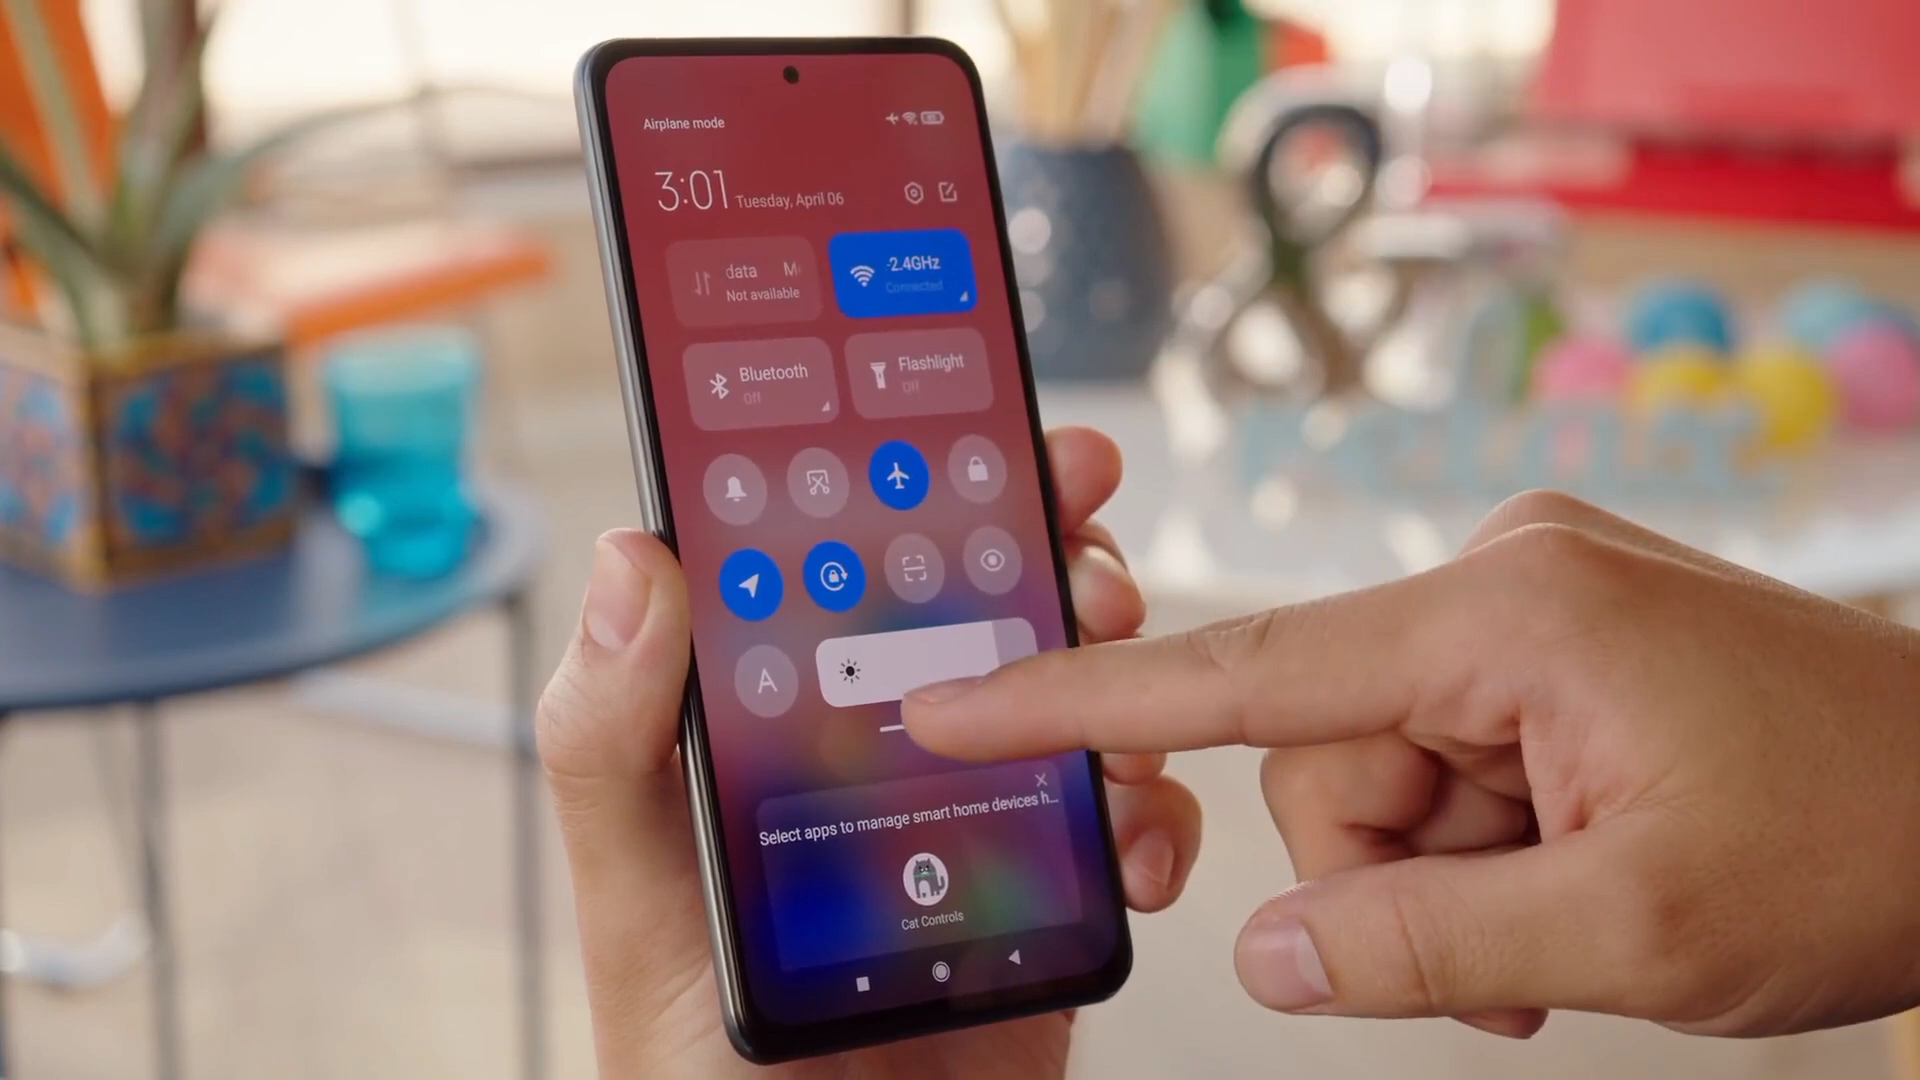 Airplane mode
3:01 Tuesday, April 06
data M
Not available
-2.4GHz
Connected
Bluetooth
Off
Flashlight
Off
A
Select apps to manage smart home devices h...
Cat Controls